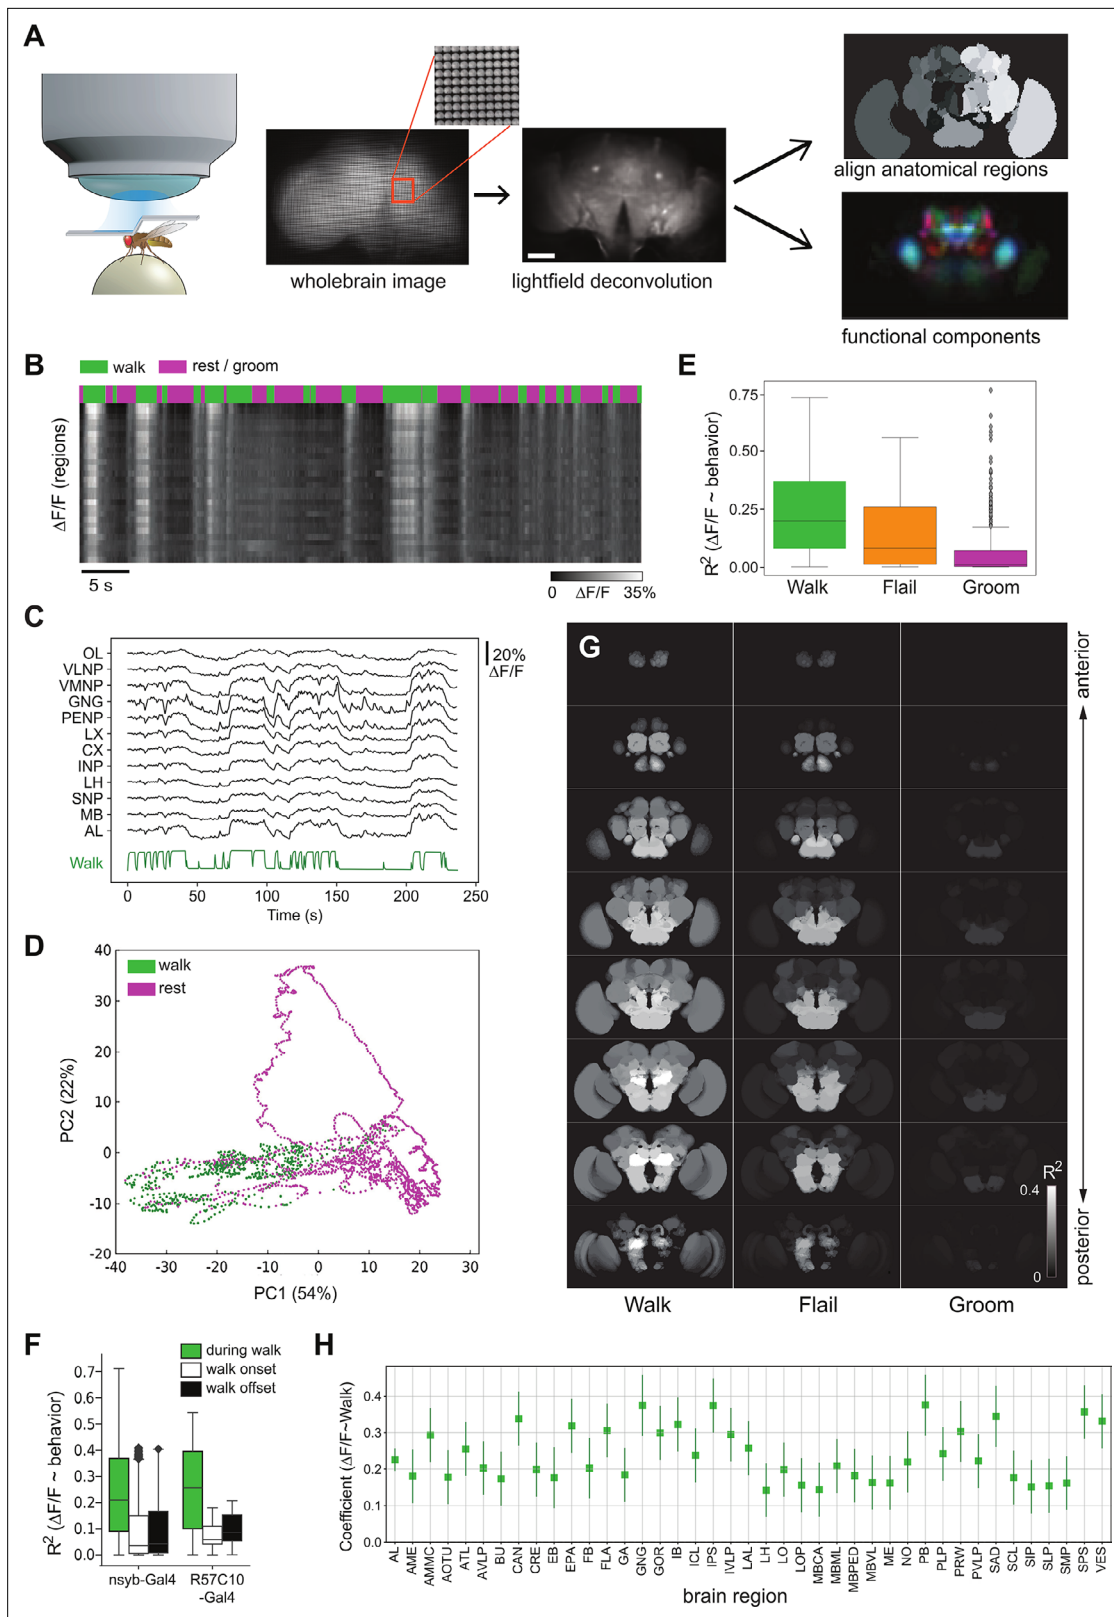 A
wholebrain image
lightfield deconvolution
align anatomical regions
functional components
B
walk
rest / groom
ΔF/F (regions)
5 s
0 ΔF/F 35%
C
OL
VLNP
VMNP
GNG
PENP
LX
CX
INP
LH
SNP
MB
AL
Walk
20%
ΔF/F
0 50 100 150 200 250
Time (s)
D
walk
rest
40
30
20
10
0
-10
-20
PC2 (22%)
-40 -30 -20 -10 0 10 20 30
PC1 (54%)
E
0.75
0.50
0.25
0.00
R2 (ΔF/F ~ behavior)
Walk Flail Groom
G
anterior
posterior
R2
0.4
0
Walk Flail Groom
F
during walk
walk onset
walk offset
0.7
0.6
0.5
0.4
0.3
0.2
0.1
0.0
R2 (ΔF/F ~ behavior)
nsyb-Gal4
R57C10
-Gal4
H
0.4
0.3
0.2
0.1
0.0
Coefficient (ΔF/F~Walk)
AL AME AMMC AOTU ATL AVLP BU CAN CRE EB EPA FB FLA GA GNG GOR IB ICL IPS IVLP LAL LH LO LOP MBCA MBML MBPED MBVL ME NO PB PLP PRW PVLP SAD SCL SIP SLP SMP SPS VES
brain region